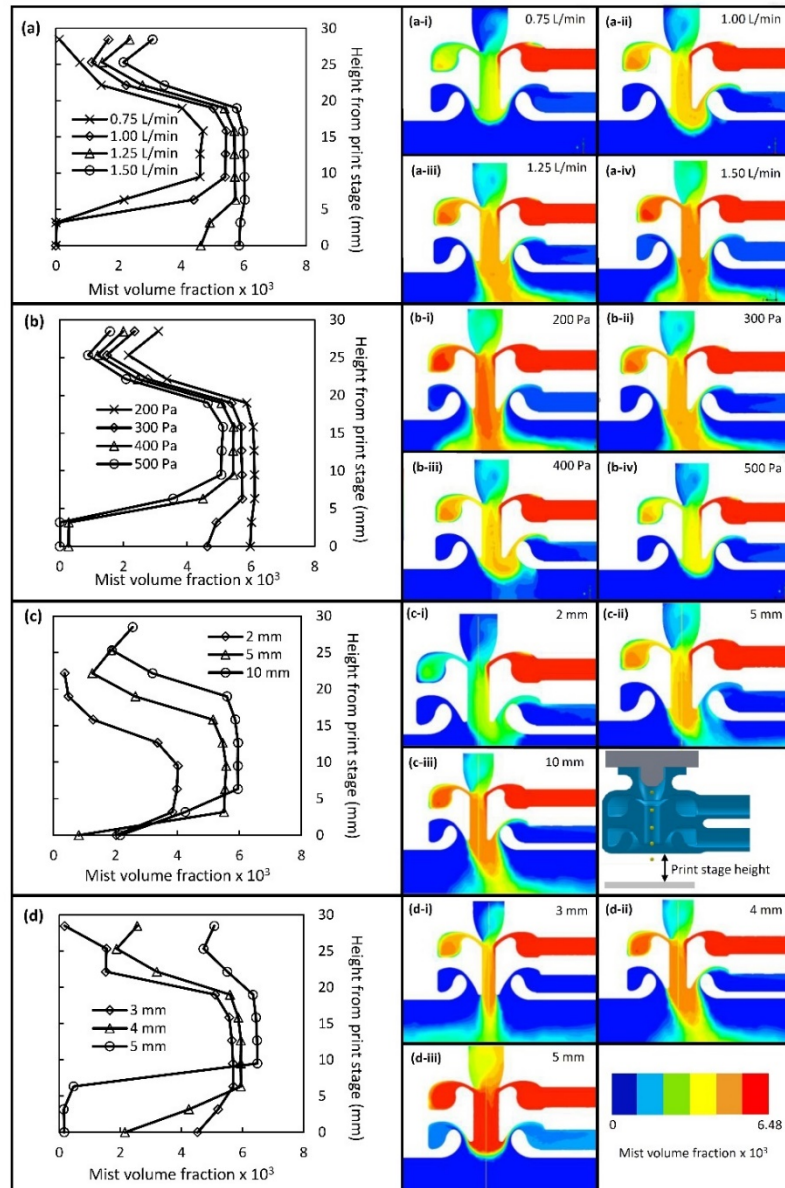 (a)
0.75 L/min
1.00 L/min
1.25 L/min
1.50 L/min
30
25
20
15
10
5
0
Height from print stage (mm)
0 2 4 6 8
Mist volume fraction x 10³
(a-i) 0.75 L/min
(a-ii) 1.00 L/min
(a-iii) 1.25 L/min
(a-iv) 1.50 L/min
(b)
200 Pa
300 Pa
400 Pa
500 Pa
30
25
20
15
10
5
0
Height from print stage (mm)
0 2 4 6 8
Mist volume fraction x 10³
(b-i) 200 Pa
(b-ii) 300 Pa
(b-iii) 400 Pa
(b-iv) 500 Pa
(c)
2 mm
5 mm
10 mm
30
25
20
15
10
5
0
Height from print stage (mm)
0 2 4 6 8
Mist volume fraction x 10³
(c-i) 2 mm
(c-ii) 5 mm
(c-iii) 10 mm
Print stage height
(d)
3 mm
4 mm
5 mm
30
25
20
15
10
5
0
Height from print stage (mm)
0 2 4 6 8
Mist volume fraction x 10³
(d-i) 3 mm
(d-ii) 4 mm
(d-iii) 5 mm
0 6.48
Mist volume fraction x 10³